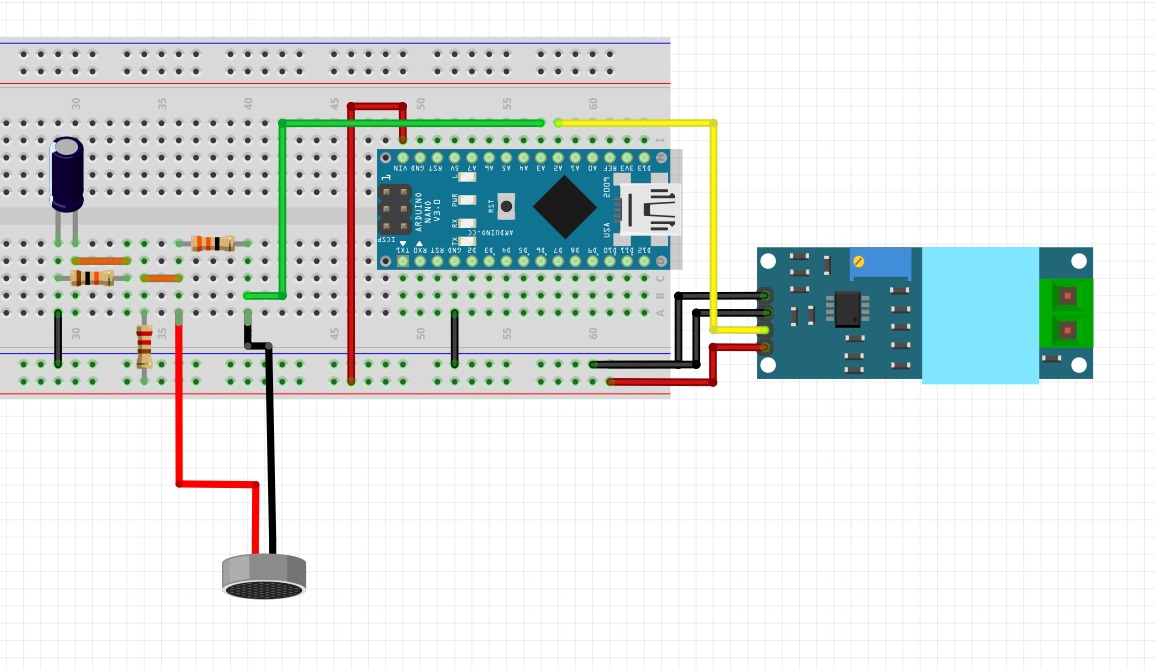 30 35 40 45 50 55 60
I
VIN GND RST 5V A7 A6 A5 A4 A3 A2 A1 A0 REF 3V3 D13
L
PWR
RX
TX
RST
ARDUINO
NANO
V3.0
ICSP
1
ARDUINO.CC
2009
USA
TX1 RX0 RST GND D2 D3 D4 D5 D6 D7 D8 D9 D10 D11 D12
C
B
A
30 35 45 50 55 60